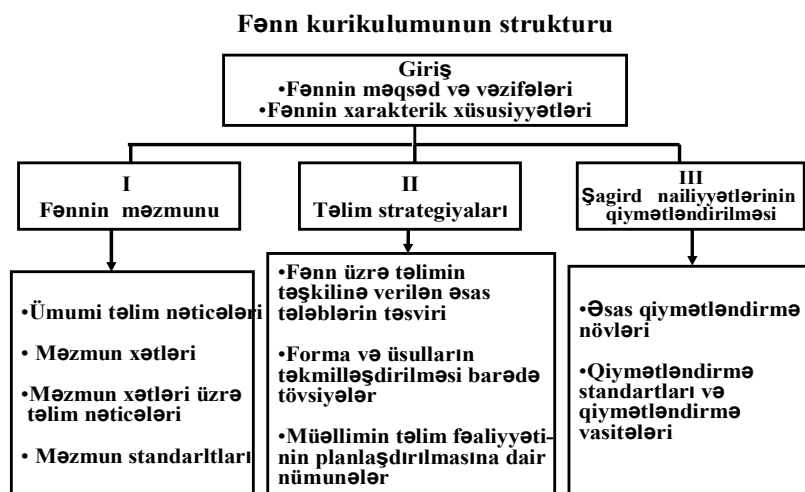 Fənn kurikulumunun strukturu
Giriş
•Fənnin məqsəd və vəzifələri
•Fənnin xarakterik xüsusiyyətləri
I
Fənnin məzmunu
II
Təlim strategiyaları
III
Şagird nailiyyətlərinin
qiymətləndirilməsi
•Ümumi təlim nəticələri
• Məzmun xətləri
•Məzmun xətləri üzrə
təlim nəticələri
• Məzmun standarltları
•Fənn üzrə təlimin
təşkilinə verilən əsas
tələblərin təsviri
•Forma və üsulların
təkmilləşdirilməsi barədə
tövsiyələr
•Müəllimin təlim fəaliyyəti-
nin planlaşdırılmasına dair
nümunələr
•Əsas qiymətləndirmə
növləri
•Qiymətləndirmə
standartları və
qiymətləndirmə
vasitələri